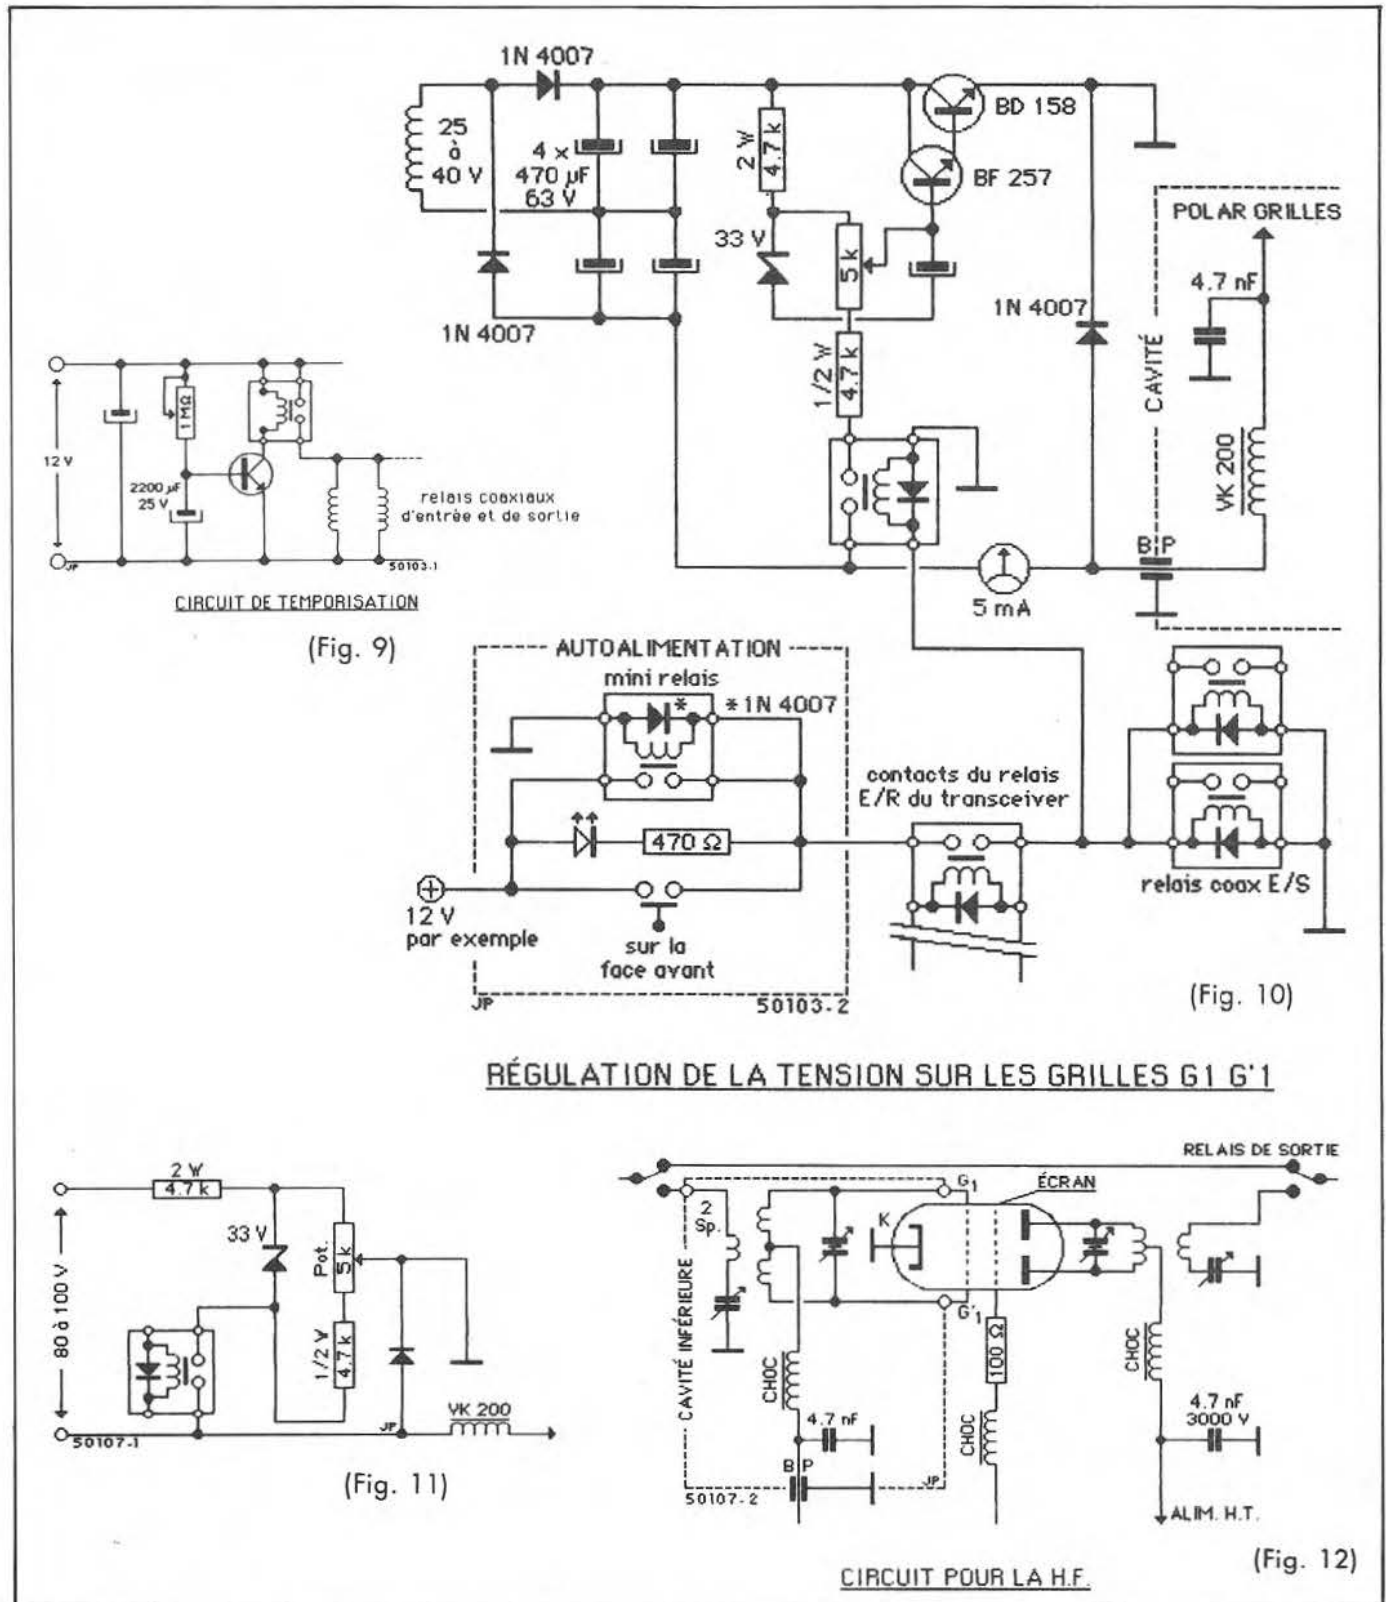 1N 4007
25
à
40 V
4 x
470 µF
63 V
2 W
4.7 k
BD 158
BF 257
33 V
5 k
1N 4007
1/2 W
4.7 k
1N 4007
POLAR GRILLES
4.7 nF
CAVITÉ
VK 200
B P
5 mA
12 V
1 MΩ
2200 µF
25 V
relais coaxiaux
d'entrée et de sortie
JP
50103-1
CIRCUIT DE TEMPORISATION
(Fig. 9)
AUTOALIMENTATION
mini relais
* *1N 4007
470 Ω
12 V
par exemple
sur la
face avant
JP
50103-2
contacts du relais
E/R du transceiver
relais coax E/S
(Fig. 10)
RÉGULATION DE LA TENSION SUR LES GRILLES G1 G'1
2 W
4.7 k
33 V
Pot.
5 k
80 à 100 V
1/2 W
4.7 k
VK 200
50107-1
JP
(Fig. 11)
RELAIS DE SORTIE
G1
ÉCRAN
2
Sp.
K
G'1
CAVITÉ INFÉRIEURE
CHOC
100 Ω
CHOC
CHOC
4.7 nF
4.7 nF
3000 V
B P
50107-2
JP
ALIM. H.T.
CIRCUIT POUR LA H.F.
(Fig. 12)